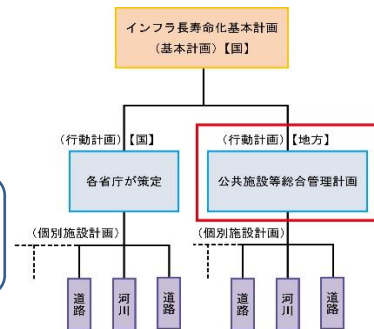 インフラ長寿命化基本計画
(基本計画)【国】
(行動計画)【国】
(行動計画)【地方】
各省庁が策定
公共施設等総合管理計画
(個別施設計画)
(個別施設計画)
道路
河川
道路
道路
河川
道路